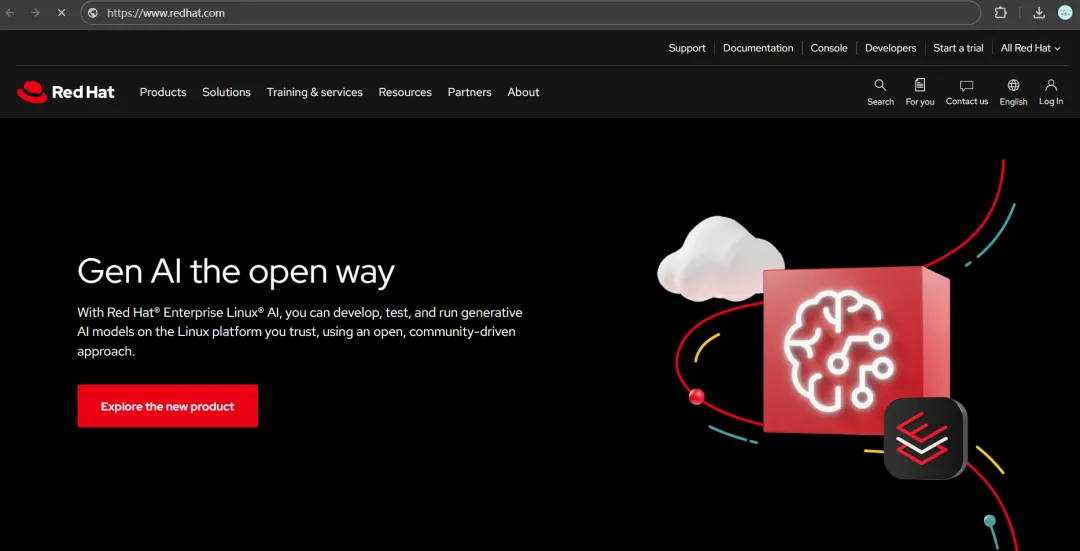 https://www.redhat.com
Support Documentation Console Developers Start a trial All Red Hat
Red Hat Products Solutions Training & services Resources Partners About
Search For you Contact us English Log In
Gen AI the open way
With Red Hat® Enterprise Linux® AI, you can develop, test, and run generative
AI models on the Linux platform you trust, using an open, community-driven
approach.
Explore the new product